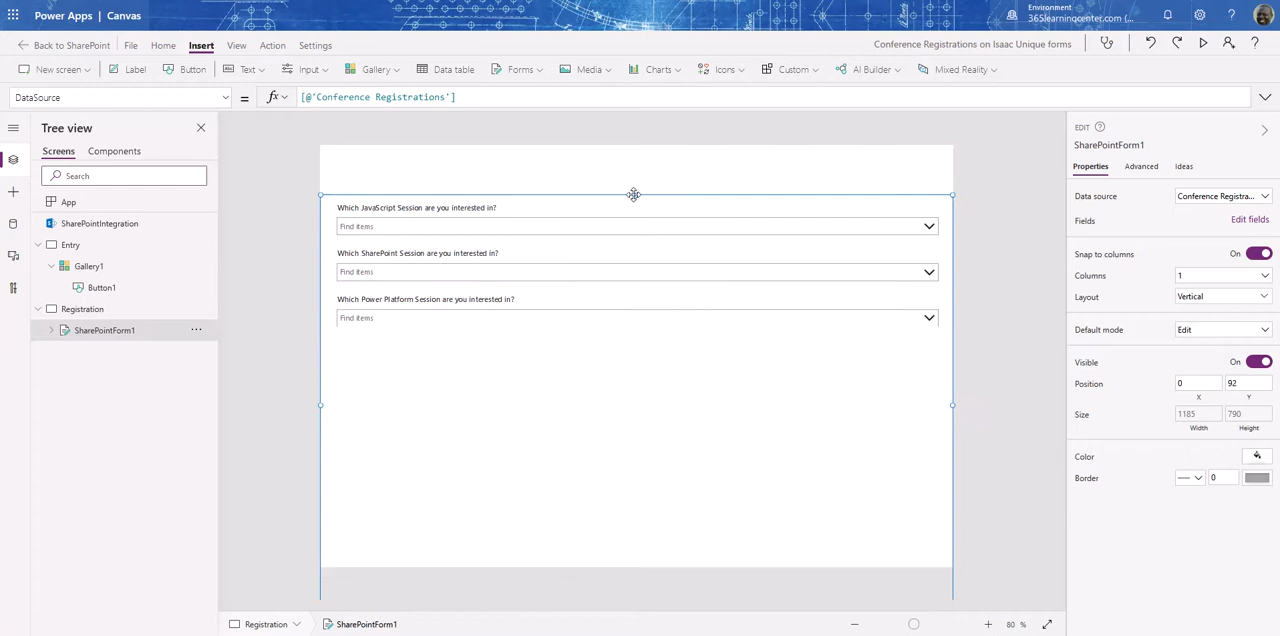 Power Apps | Canvas
Environment
365learningcenter.com (...
Back to SharePoint
File
Home
Insert
View
Action
Settings
Conference Registrations on Isaac Unique forms
New screen
Label
Button
Text
Input
Gallery
Data table
Forms
Media
Charts
Icons
Custom
AI Builder
Mixed Reality
DataSource
=
fx
[@'Conference Registrations']
Tree view
Screens
Components
Search
App
SharePointIntegration
Entry
Gallery1
Button1
Registration
SharePointForm1
Which JavaScript Session are you interested in?
Find items
Which SharePoint Session are you interested in?
Find items
Which Power Platform Session are you interested in?
Find items
EDIT
SharePointForm1
Properties
Advanced
Ideas
Data source
Conference Registra...
Fields
Edit fields
Snap to columns
On
Columns
1
Layout
Vertical
Default mode
Edit
Visible
On
Position
0
92
X
Y
Size
1185
790
Width
Height
Color
Border
0
Registration
SharePointForm1
80 %